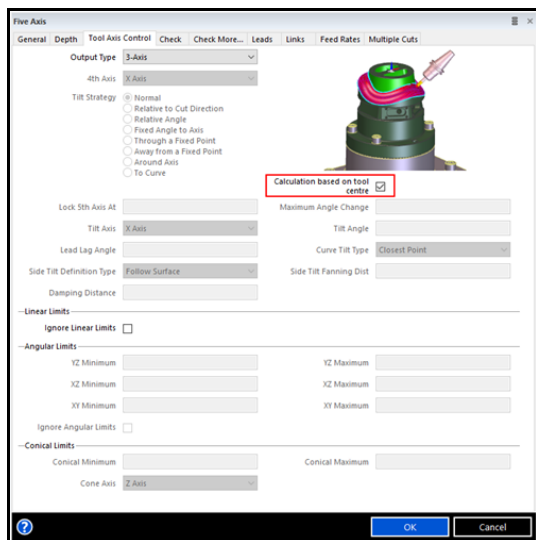 Five Axis
General Depth Tool Axis Control Check Check More... Leads Links Feed Rates Multiple Cuts
Output Type 3-Axis
4th Axis X Axis
Tilt Strategy Normal
Relative to Cut Direction
Relative Angle
Fixed Angle to Axis
Through a Fixed Point
Away from a Fixed Point
Around Axis
To Curve
Calculation based on tool
centre
Lock 5th Axis At Maximum Angle Change
Tilt Axis X Axis Tilt Angle
Lead Lag Angle Curve Tilt Type Closest Point
Side Tilt Definition Type Follow Surface Side Tilt Fanning Dist
Damping Distance
Linear Limits
Ignore Linear Limits
Angular Limits
YZ Minimum YZ Maximum
XZ Minimum XZ Maximum
XY Minimum XY Maximum
Ignore Angular Limits
Conical Limits
Conical Minimum Conical Maximum
Cone Axis Z Axis
? OK Cancel